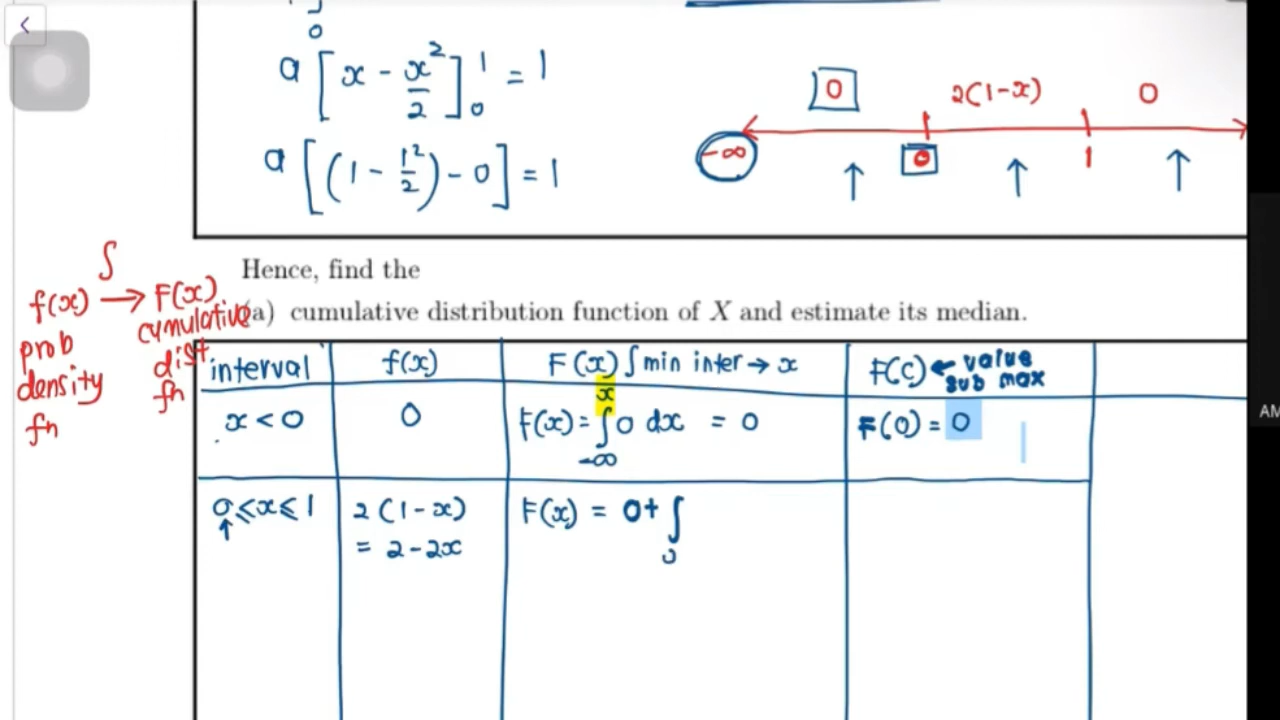 0
a [x - x²/2]₀¹ = 1
0 2(1-x) 0
-∞ 0 1
a [(1 - 1²/2) - 0] = 1
Hence, find the
(a) cumulative distribution function of X and estimate its median.
∫
f(x) → F(x)
prob density fn
cumulative dist fn
interval f(x) F(x) ∫ min inter → x F(c) ← value sub max
x < 0 0 F(x) = ∫_{-∞}^{x} 0 dx = 0 F(0) = 0
0 ≤ x ≤ 1 2(1-x) F(x) = 0 + ∫₀
= 2 - 2x
AM